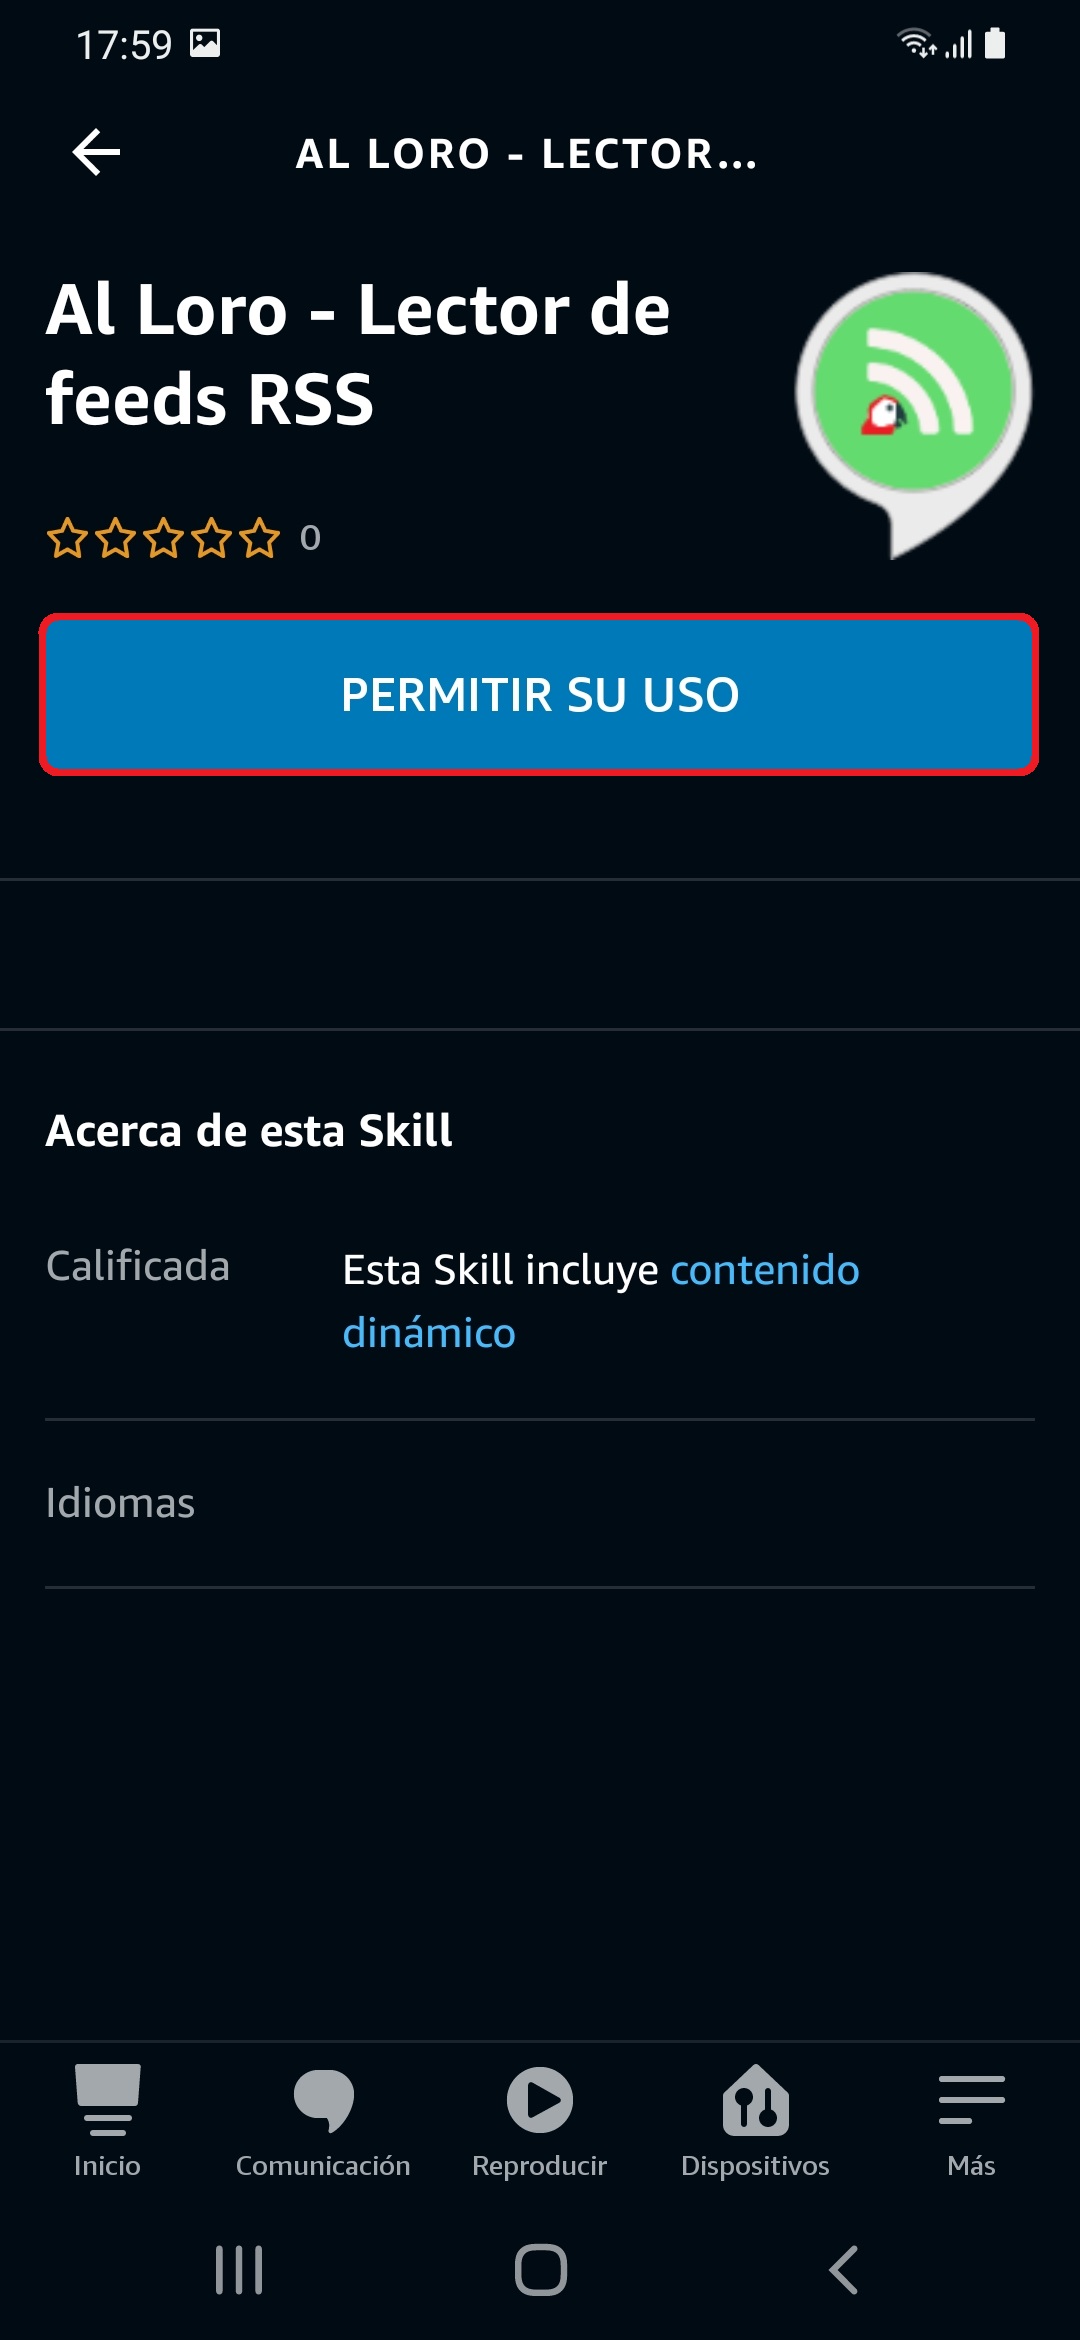 17:59
AL LORO - LECTOR...
Al Loro - Lector de
feeds RSS
0
PERMITIR SU USO
Acerca de esta Skill
Calificada
Esta Skill incluye contenido
dinámico
Idiomas
Inicio
Comunicación
Reproducir
Dispositivos
Más